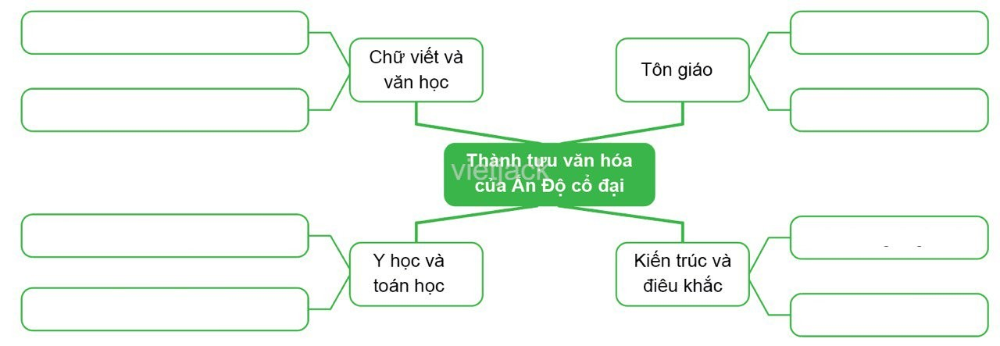 Chữ viết và
văn học
Tôn giáo
Thành tựu văn hóa
của Ấn Độ cổ đại
vietjack
Y học và
toán học
Kiến trúc và
điêu khắc